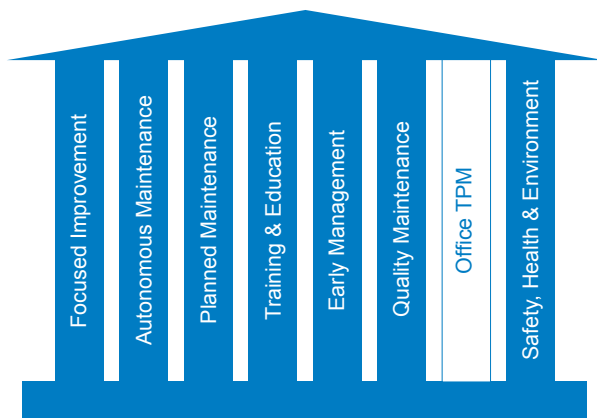 Focused Improvement
Autonomous Maintenance
Planned Maintenance
Training & Education
Early Management
Quality Maintenance
Office TPM
Safety, Health & Environment